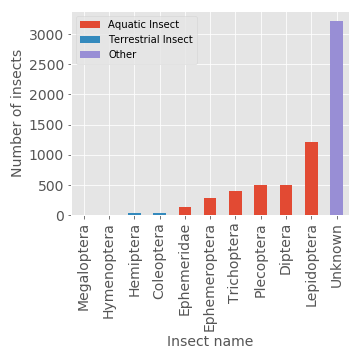 Aquatic Insect
Terrestrial Insect
Other
Number of insects
3000
2500
2000
1500
1000
500
0
Megaloptera
Hymenoptera
Hemiptera
Coleoptera
Ephemeridae
Ephemeroptera
Trichoptera
Plecoptera
Diptera
Lepidoptera
Unknown
Insect name